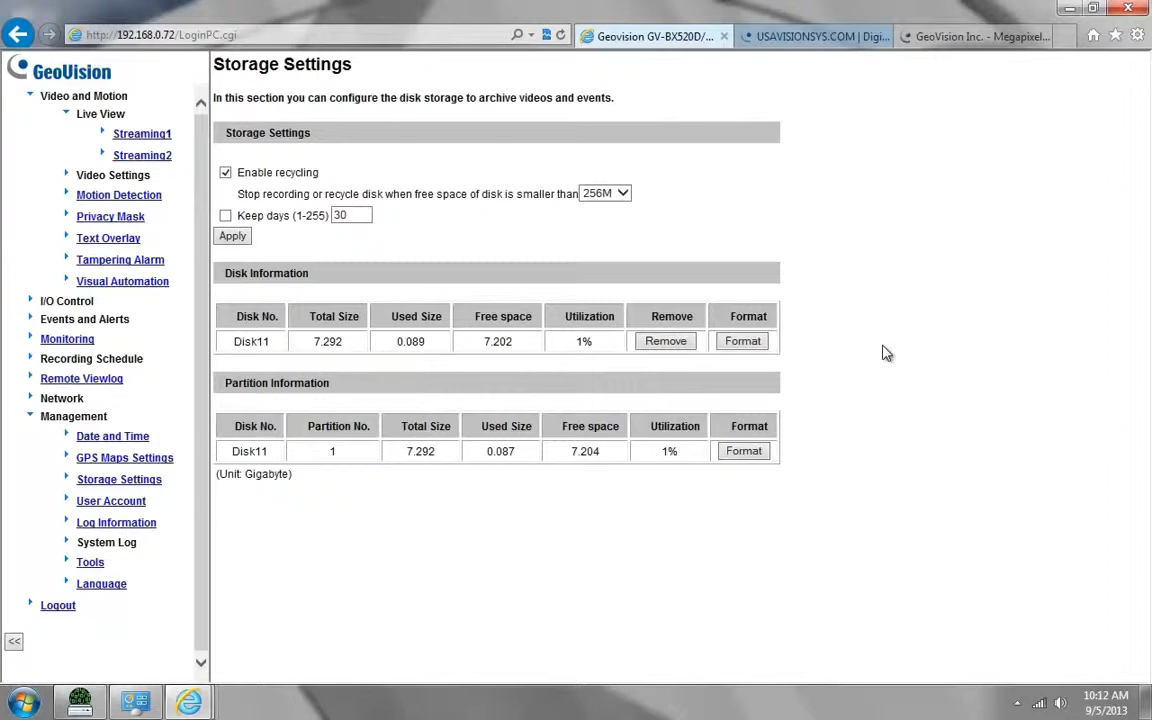 http://192.168.0.72/LoginPC.cgi
Geovision GV-BX520D/...
USAVISIONSYS.COM | Digi...
GeoVision Inc. - Megapixel...
GeoVision
Video and Motion
Live View
Streaming1
Streaming2
Video Settings
Motion Detection
Privacy Mask
Text Overlay
Tampering Alarm
Visual Automation
I/O Control
Events and Alerts
Monitoring
Recording Schedule
Remote Viewlog
Network
Management
Date and Time
GPS Maps Settings
Storage Settings
User Account
Log Information
System Log
Tools
Language
Logout
<<
Storage Settings
In this section you can configure the disk storage to archive videos and events.
Storage Settings
Enable recycling
Stop recording or recycle disk when free space of disk is smaller than 256M
Keep days (1-255) 30
Apply
Disk Information
Disk No. Total Size Used Size Free space Utilization Remove Format
Disk11 7.292 0.089 7.202 1% Remove Format
Partition Information
Disk No. Partition No. Total Size Used Size Free space Utilization Format
Disk11 1 7.292 0.087 7.204 1% Format
(Unit: Gigabyte)
10:12 AM
9/5/2013